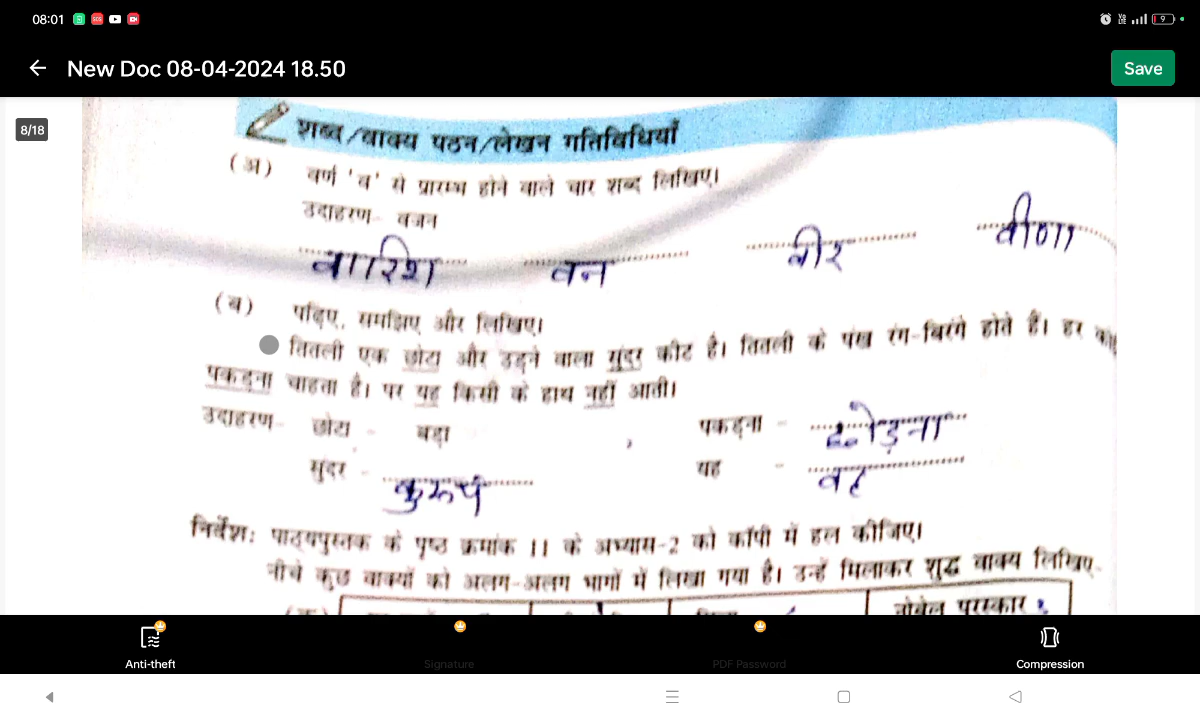 08:01
9
New Doc 08-04-2024 18.50
Save
8/18
शब्द/वाक्य पठन/लेखन गतिविधियाँ
(अ) वर्ण 'व' से प्रारम्भ होने वाले चार शब्द लिखिए।
उदाहरण- वजन
वारिश वन वीर वीणा
(ब) पढ़िए, समझिए और लिखिए।
तितली एक छोटा और उड़ने वाला सुंदर कीट है। तितली के पंख रंग-बिरंगे होते हैं। हर
पकड़ना चाहता है। पर यह किसी के हाथ नहीं आती।
उदाहरण- छोटा - बड़ा पकड़ना - छोड़ना
सुंदर - कुरूप यह - वह
निर्देश: पाठ्यपुस्तक के पृष्ठ क्रमांक 11 के अभ्यास-2 को कॉपी में हल कीजिए।
नीचे कुछ वाक्यों को अलग-अलग भागों में लिखा गया है। उन्हें मिलाकर शुद्ध वाक्य लिखिए-
नोबेल पुरस्कार
Anti-theft
Signature
PDF Password
Compression